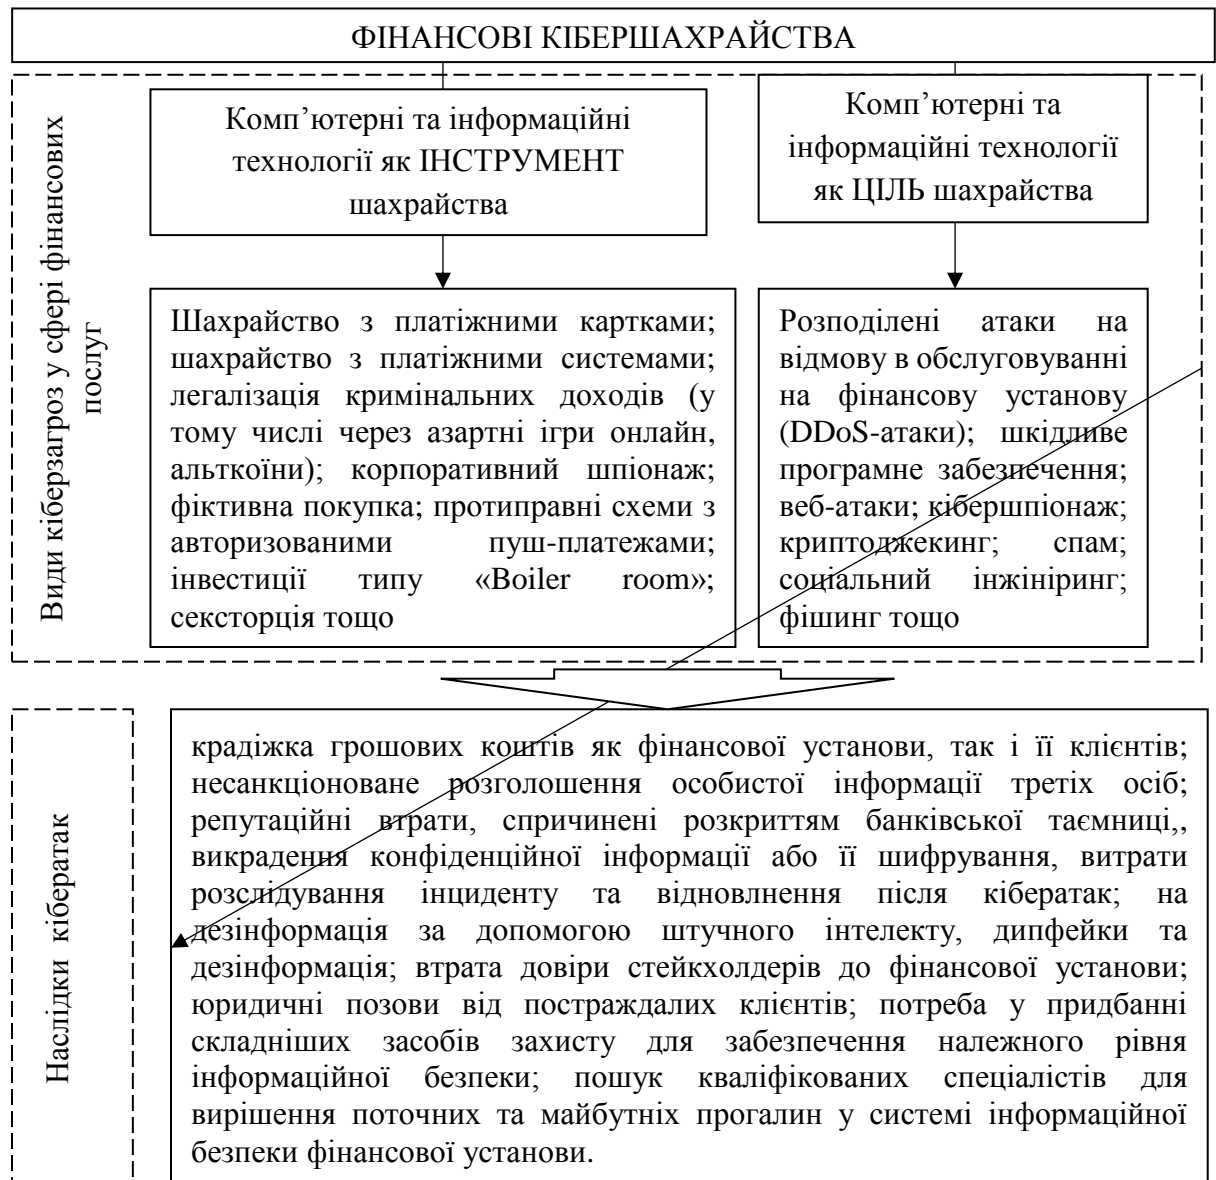 ФІНАНСОВІ КІБЕРШАХРАЙСТВА
Види кіберзагроз у сфері фінансових
послуг
Комп’ютерні та інформаційні
технології як ІНСТРУМЕНТ
шахрайства
Комп’ютерні та
інформаційні технології
як ЦІЛЬ шахрайства
Шахрайство з платіжними картками;
шахрайство з платіжними системами;
легалізація кримінальних доходів (у
тому числі через азартні ігри онлайн,
альткоїни); корпоративний шпіонаж;
фіктивна покупка; протиправні схеми з
авторизованими пуш-платежами;
інвестиції типу «Boiler room»;
сексторція тощо
Розподілені атаки на
відмову в обслуговуванні
на фінансову установу
(DDoS-атаки); шкідливе
програмне забезпечення;
веб-атаки; кібершпіонаж;
криптоджекинг; спам;
соціальний інжініринг;
фішинг тощо
Наслідки кібератак
крадіжка грошових коштів як фінансової установи, так і її клієнтів;
несанкціоноване розголошення особистої інформації третіх осіб;
репутаційні втрати, спричинені розкриттям банківської таємниці,,
викрадення конфіденційної інформації або її шифрування, витрати
розслідування інциденту та відновлнення після кібератак; на
дезінформація за допомогою штучного інтелекту, дипфейки та
дезінформація; втрата довіри стейкхолдерів до фінансової установи;
юридичні позови від постраждалих клієнтів; потреба у придбанні
складніших засобів захисту для забезпечення належного рівня
інформаційної безпеки; пошук кваліфікованих спеціалістів для
вирішення поточних та майбутніх прогалин у системі інформаційної
безпеки фінансової установи.